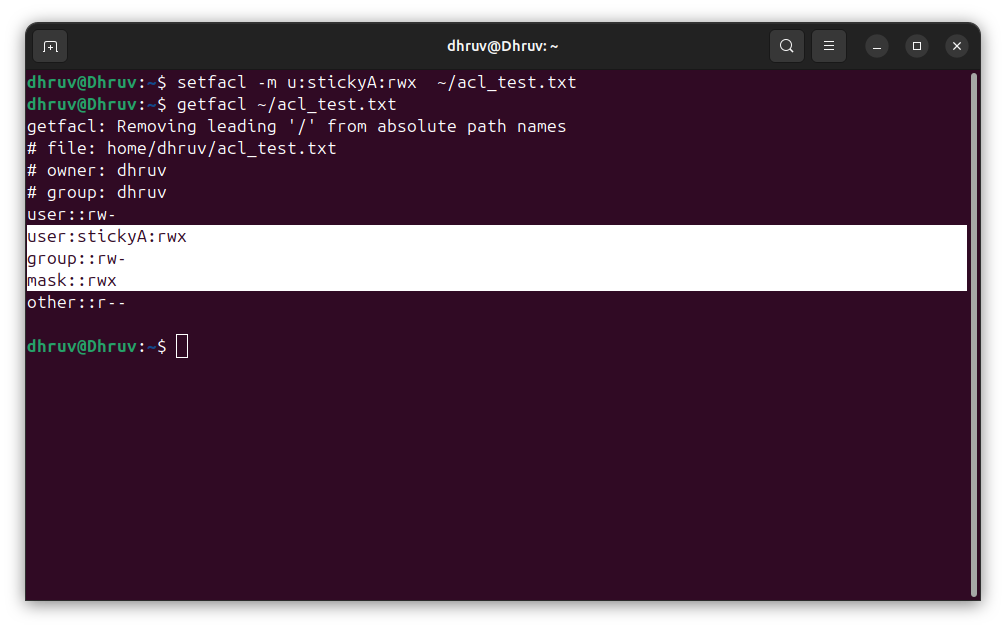 dhruv@Dhruv: ~
dhruv@Dhruv:~$ setfacl -m u:stickyA:rwx  ~/acl_test.txt
dhruv@Dhruv:~$ getfacl ~/acl_test.txt
getfacl: Removing leading '/' from absolute path names
# file: home/dhruv/acl_test.txt
# owner: dhruv
# group: dhruv
user::rw-
user:stickyA:rwx
group::rw-
mask::rwx
other::r--
dhruv@Dhruv:~$